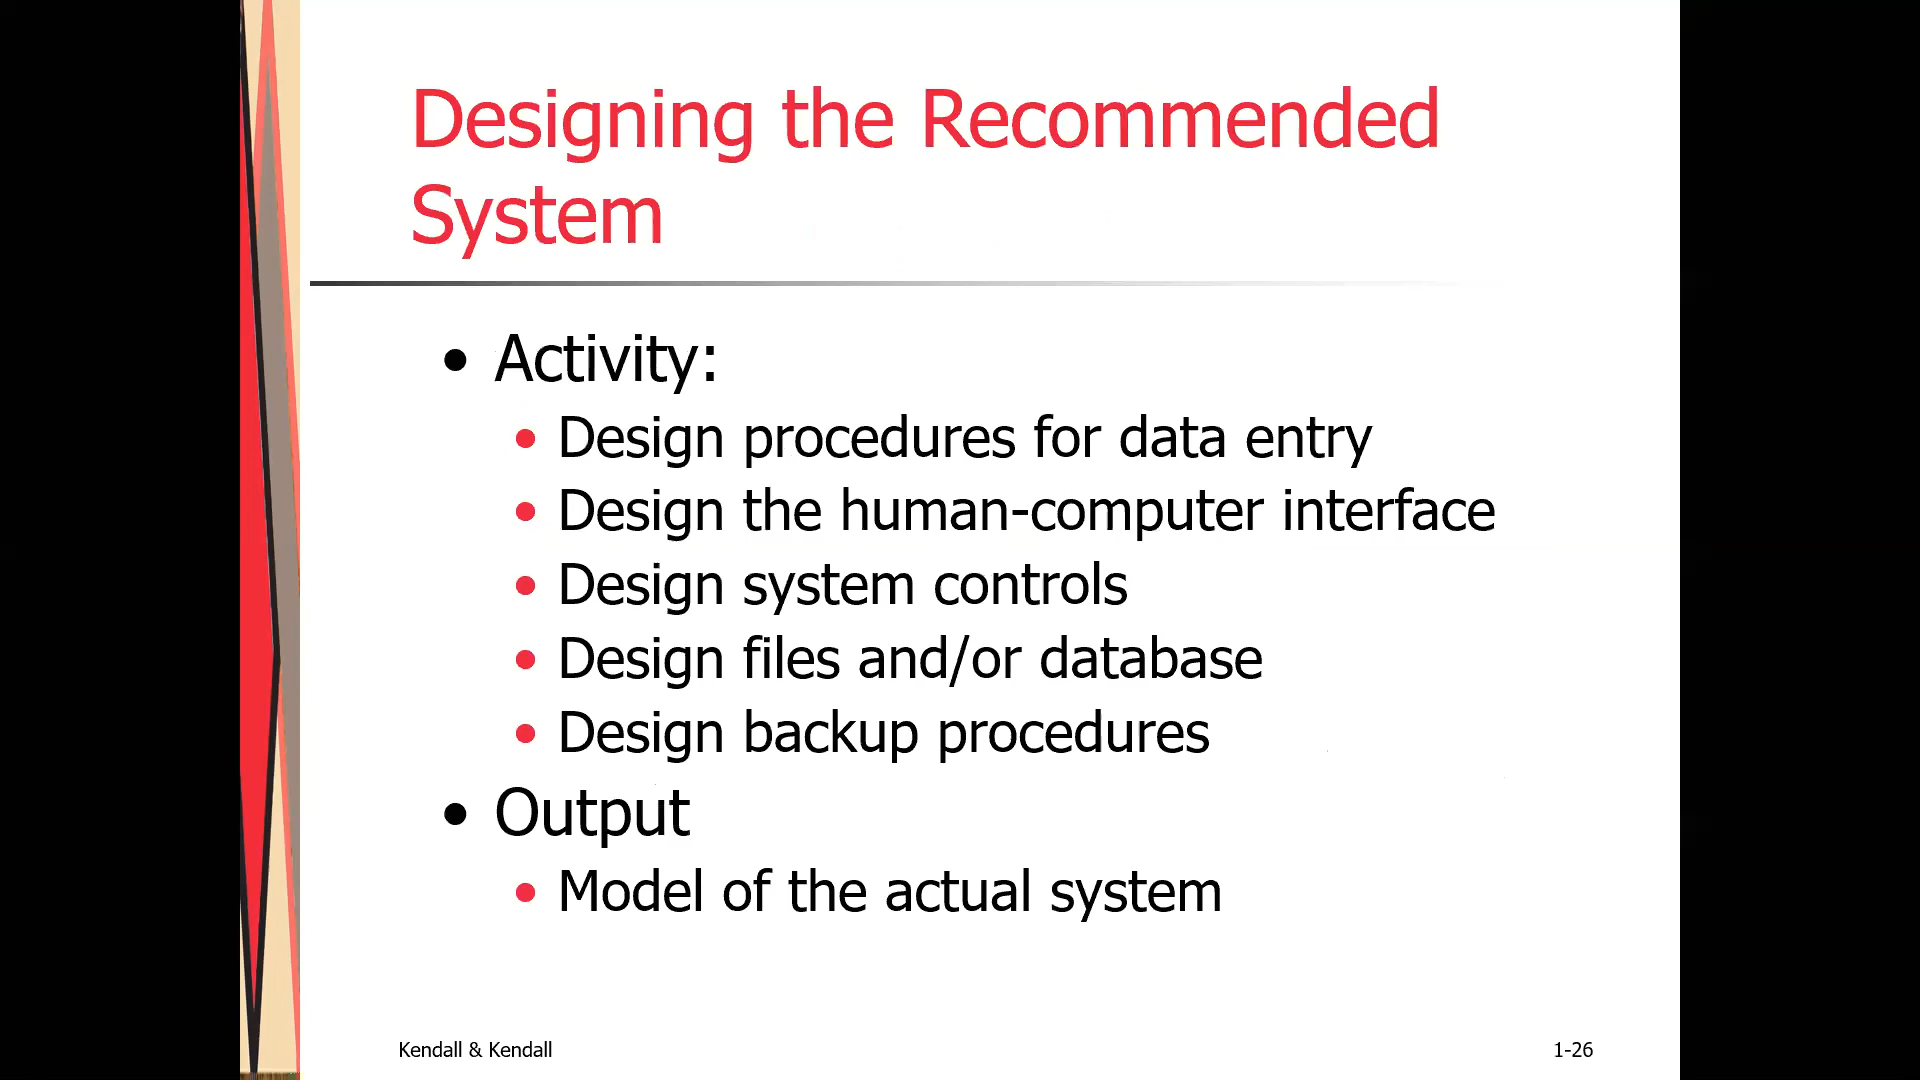 Designing the Recommended
System
• Activity:
• Design procedures for data entry
• Design the human-computer interface
• Design system controls
• Design files and/or database
• Design backup procedures
• Output
• Model of the actual system
Kendall & Kendall
1-26